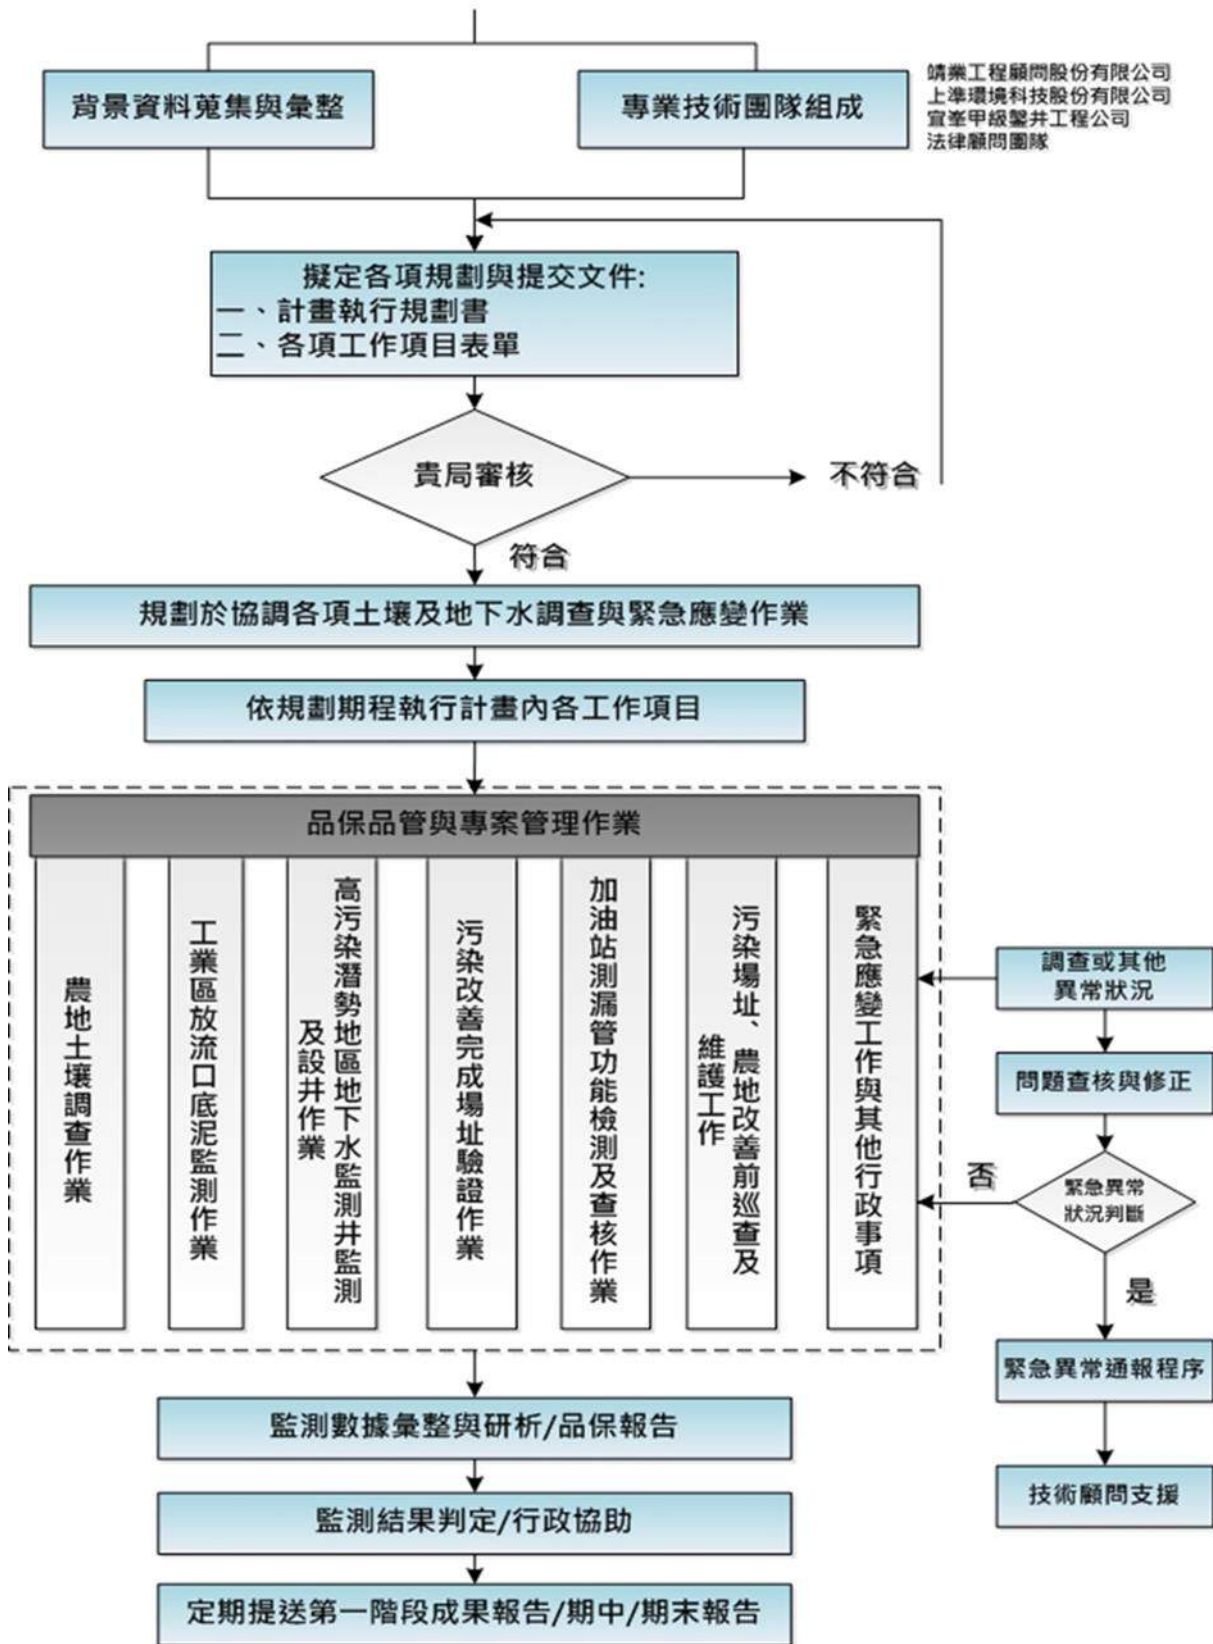 背景資料蒐集與彙整
專業技術團隊組成
靖業工程顧問股份有限公司
上準環境科技股份有限公司
宜峯甲級鑿井工程公司
法律顧問團隊
擬定各項規劃與提交文件:
一、計畫執行規劃書
二、各項工作項目表單
貴局審核
不符合
符合
規劃於協調各項土壤及地下水調查與緊急應變作業
依規劃期程執行計畫內各工作項目
品保品管與專案管理作業
農地土壤調查作業
工業區放流口底泥監測作業
高污染潛勢地區地下水監測井監測
及設井作業
污染改善完成場址驗證作業
加油站測漏管功能檢測及查核作業
污染場址、農地改善前巡查及
維護工作
緊急應變工作與其他行政事項
調查或其他
異常狀況
問題查核與修正
緊急異常
狀況判斷
否
是
緊急異常通報程序
技術顧問支援
監測數據彙整與研析/品保報告
監測結果判定/行政協助
定期提送第一階段成果報告/期中/期末報告